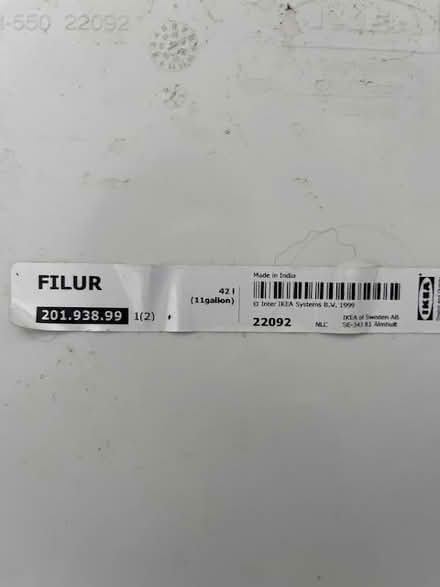 -550 22092
FILUR
201.938.99 1(2)
42 l
(11gallon)
Made in India
© Inter IKEA Systems B.V. 1999
22092 NLC
IKEA of Sweden AB
SE-343 81 Älmhult
IKEA